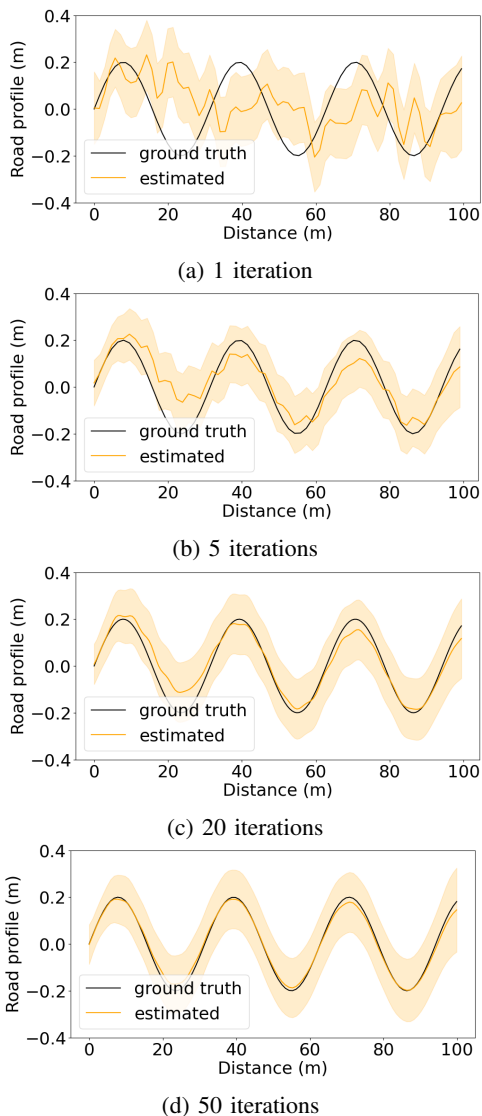 Road profile (m)
0.4
0.2
0.0
−0.2
−0.4
ground truth
estimated
0 20 40 60 80 100
Distance (m)
(a) 1 iteration
Road profile (m)
0.4
0.2
0.0
−0.2
−0.4
ground truth
estimated
0 20 40 60 80 100
Distance (m)
(b) 5 iterations
Road profile (m)
0.4
0.2
0.0
−0.2
−0.4
ground truth
estimated
0 20 40 60 80 100
Distance (m)
(c) 20 iterations
Road profile (m)
0.4
0.2
0.0
−0.2
−0.4
ground truth
estimated
0 20 40 60 80 100
Distance (m)
(d) 50 iterations